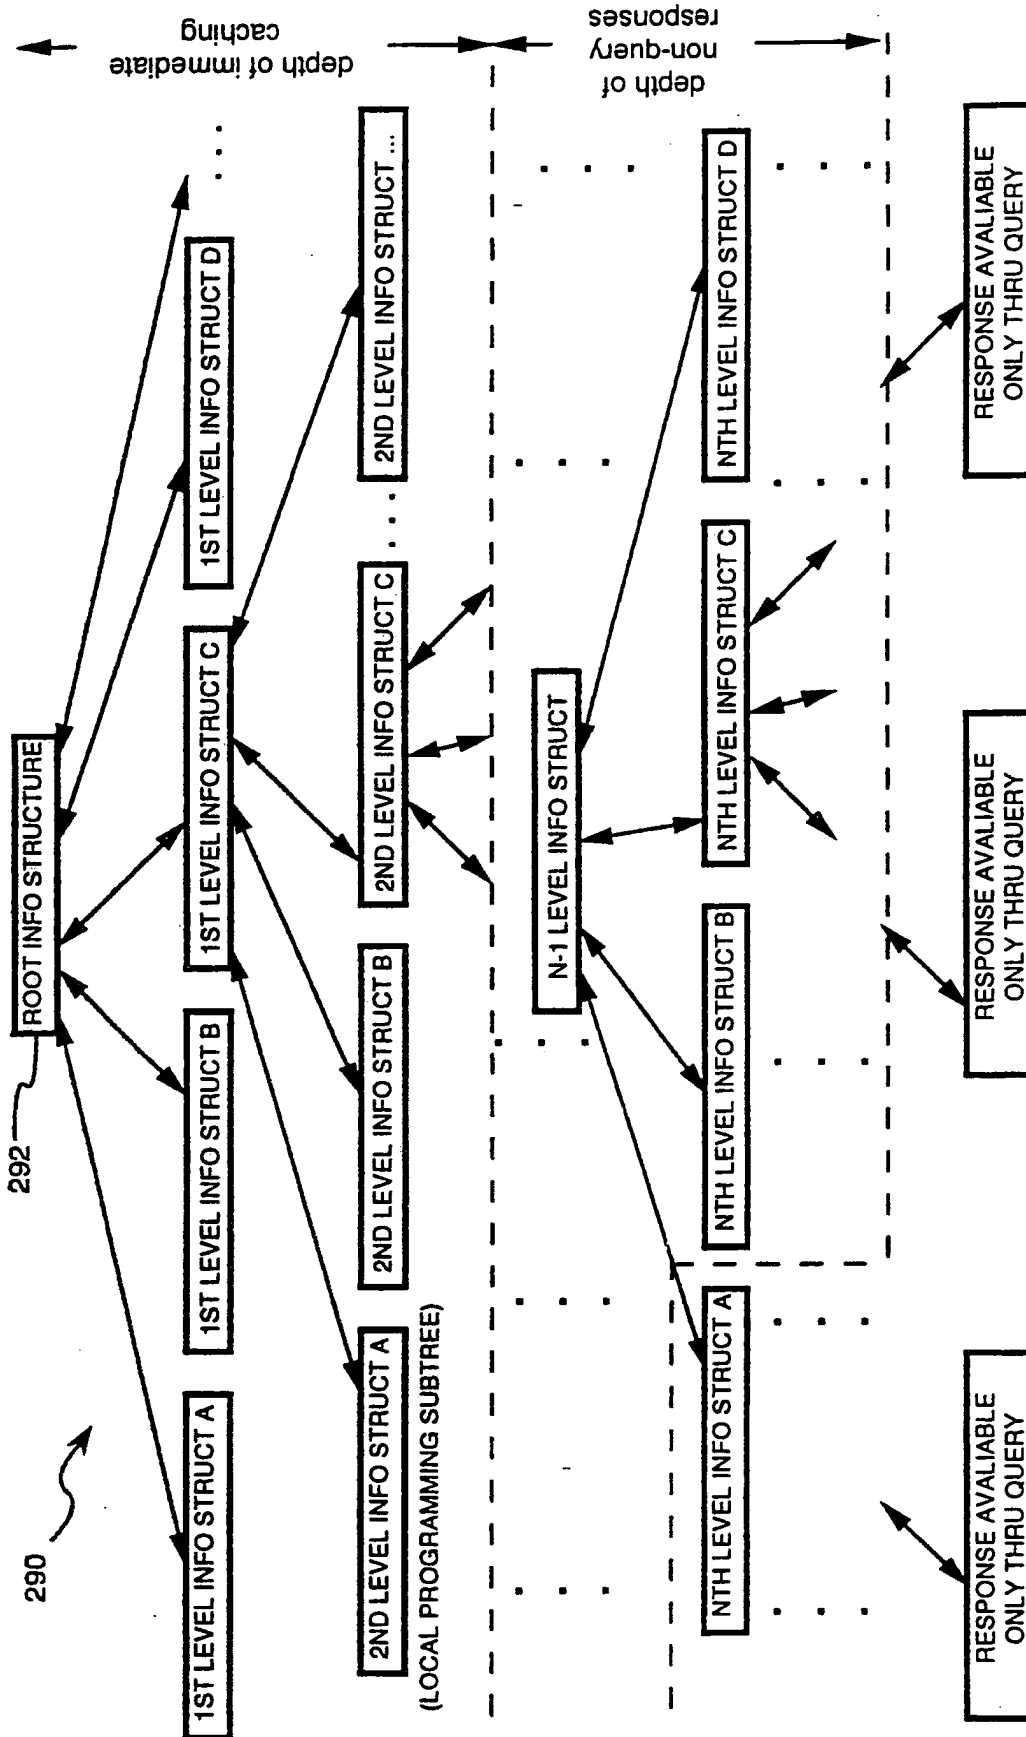 292
ROOT INFO STRUCTURE
290
1ST LEVEL INFO STRUCT A
1ST LEVEL INFO STRUCT B
1ST LEVEL INFO STRUCT C
1ST LEVEL INFO STRUCT D
...
depth of immediate
caching
2ND LEVEL INFO STRUCT A
(LOCAL PROGRAMMING SUBTREE)
2ND LEVEL INFO STRUCT B
2ND LEVEL INFO STRUCT C
...
2ND LEVEL INFO STRUCT ...
N-1 LEVEL INFO STRUCT
depth of
non-query
responses
NTH LEVEL INFO STRUCT A
NTH LEVEL INFO STRUCT B
NTH LEVEL INFO STRUCT C
NTH LEVEL INFO STRUCT D
RESPONSE AVALIABLE
ONLY THRU QUERY
RESPONSE AVALIABLE
ONLY THRU QUERY
RESPONSE AVALIABLE
ONLY THRU QUERY